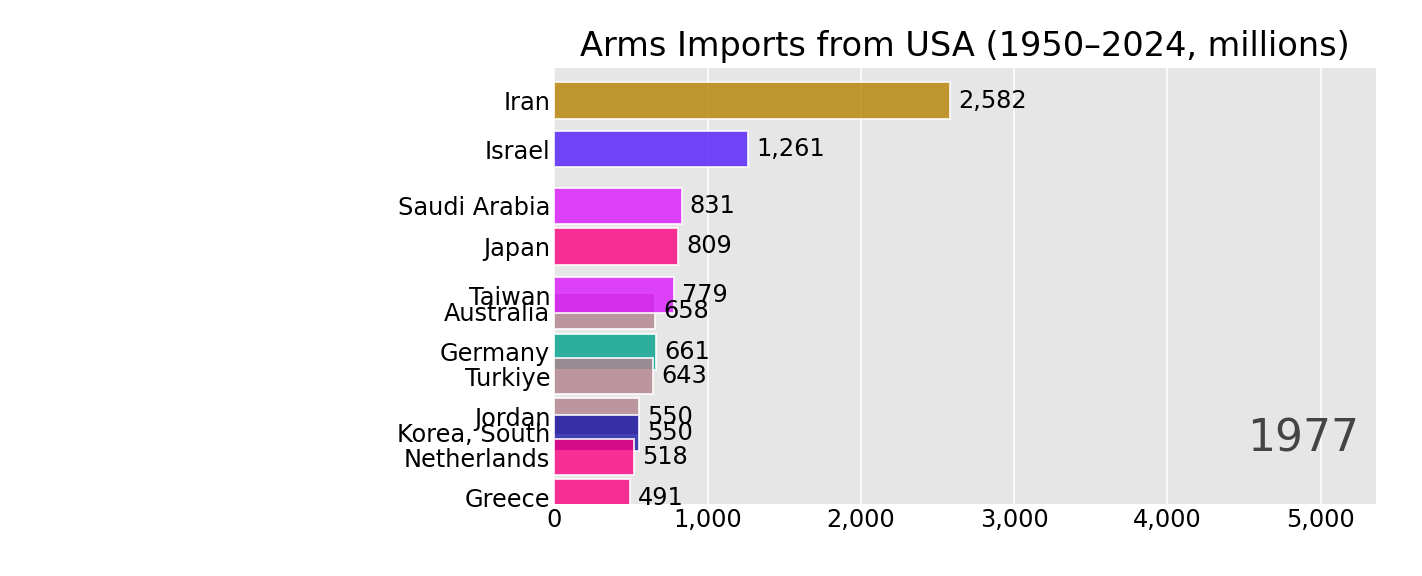 Arms Imports from USA (1950–2024, millions)
Iran 2,582
Israel 1,261
Saudi Arabia 831
Japan 809
Taiwan 779
Australia 658
Germany 661
Turkiye 643
Jordan 550
Korea, South 550
Netherlands 518
Greece 491
1977
0 1,000 2,000 3,000 4,000 5,000